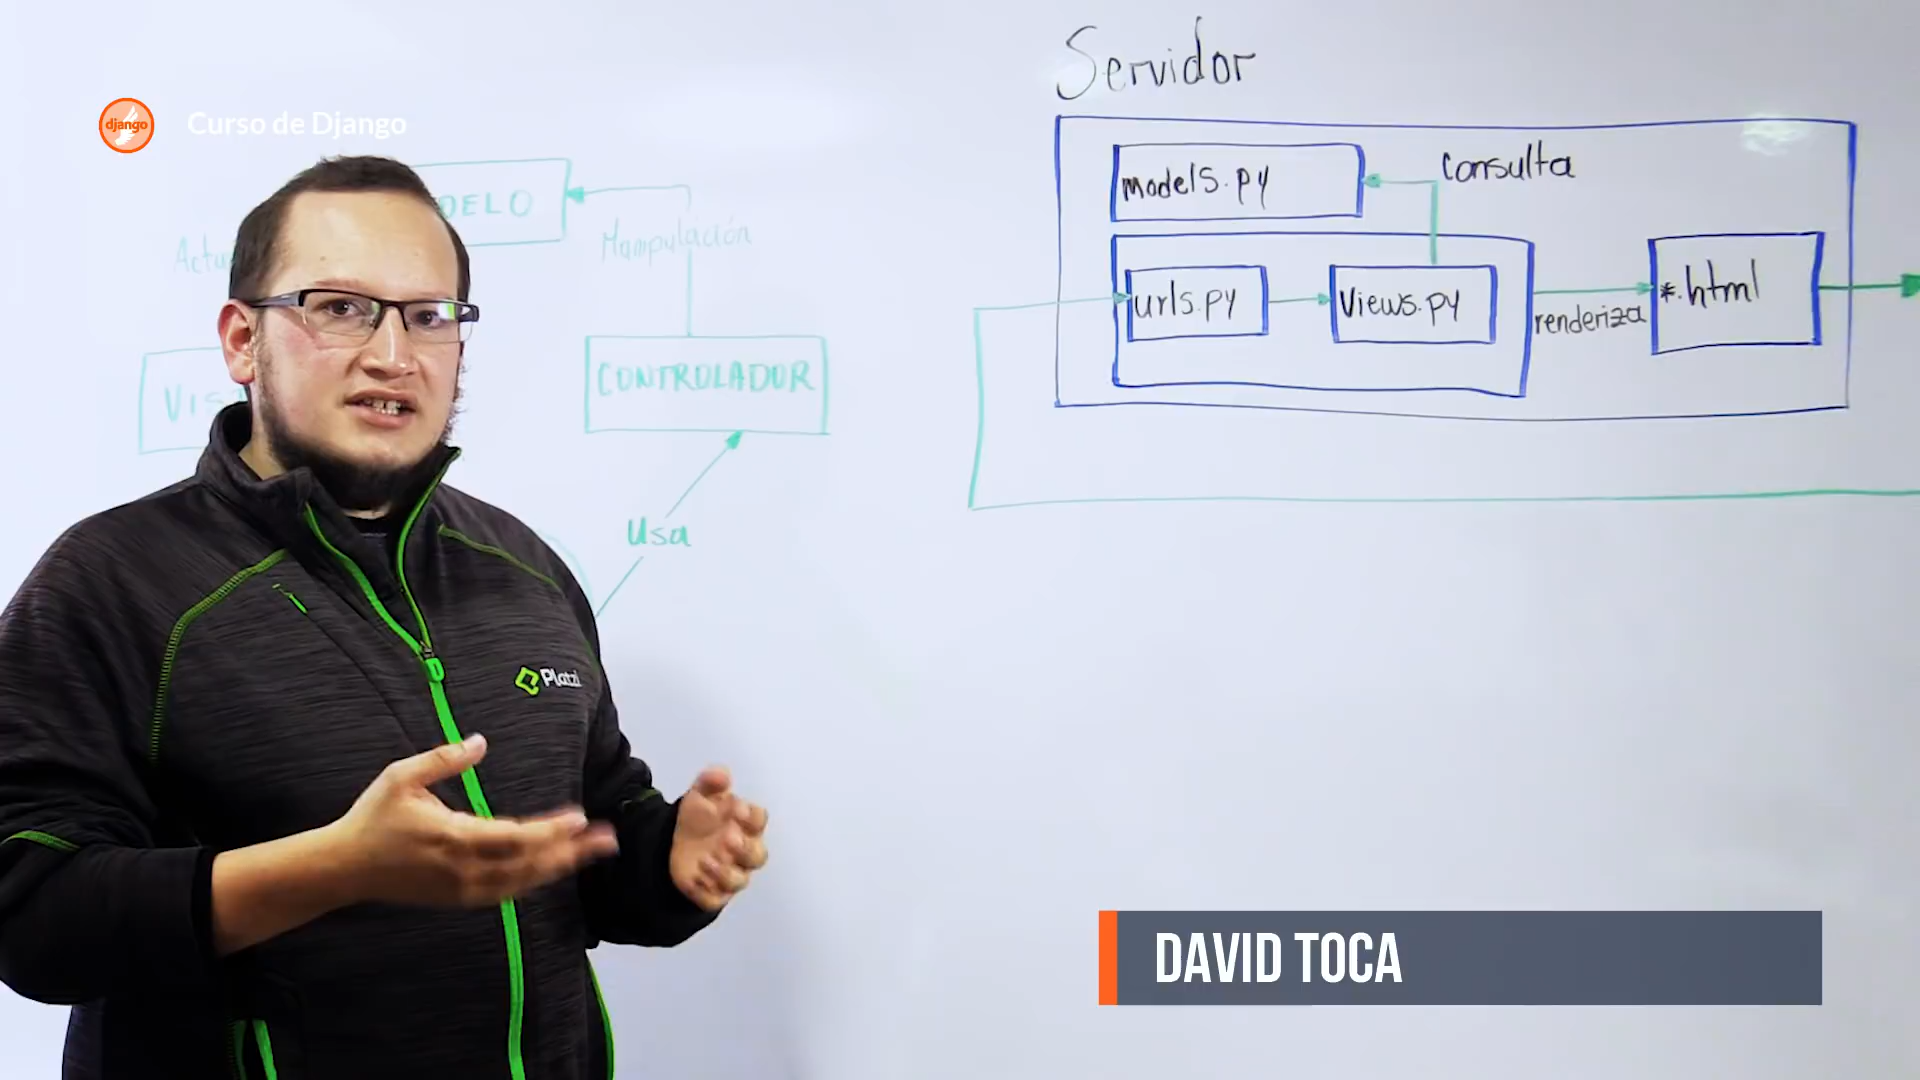 django
Curso de Django
Servidor
models.py
Consulta
Manipulación
urls.py
views.py
renderiza
*.html
CONTROLADOR
Usa
Platzi
DAVID TOCA